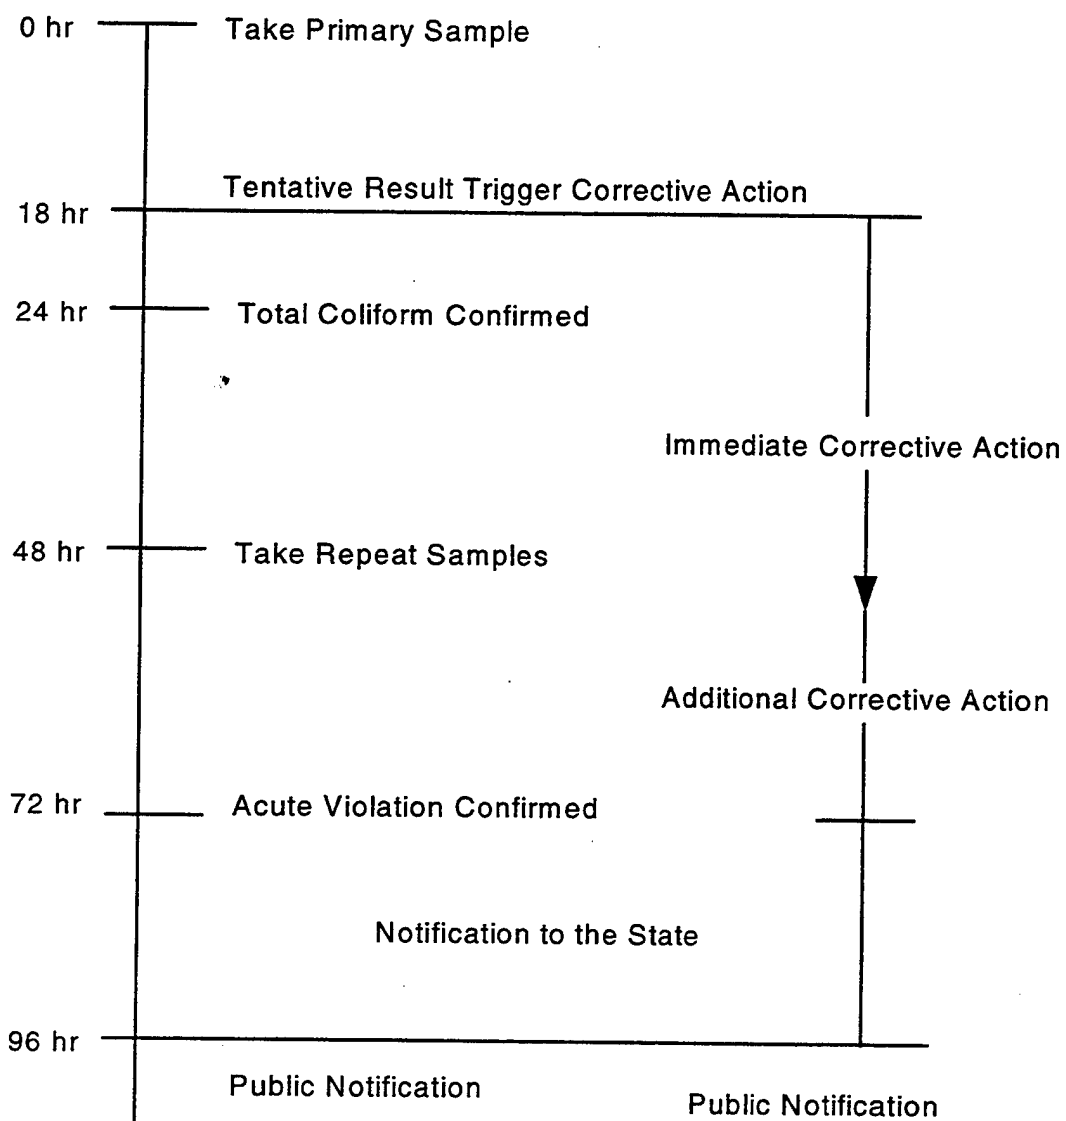 0 hr Take Primary Sample
Tentative Result Trigger Corrective Action
18 hr
24 hr Total Coliform Confirmed
Immediate Corrective Action
48 hr Take Repeat Samples
Additional Corrective Action
72 hr Acute Violation Confirmed
Notification to the State
96 hr
Public Notification
Public Notification